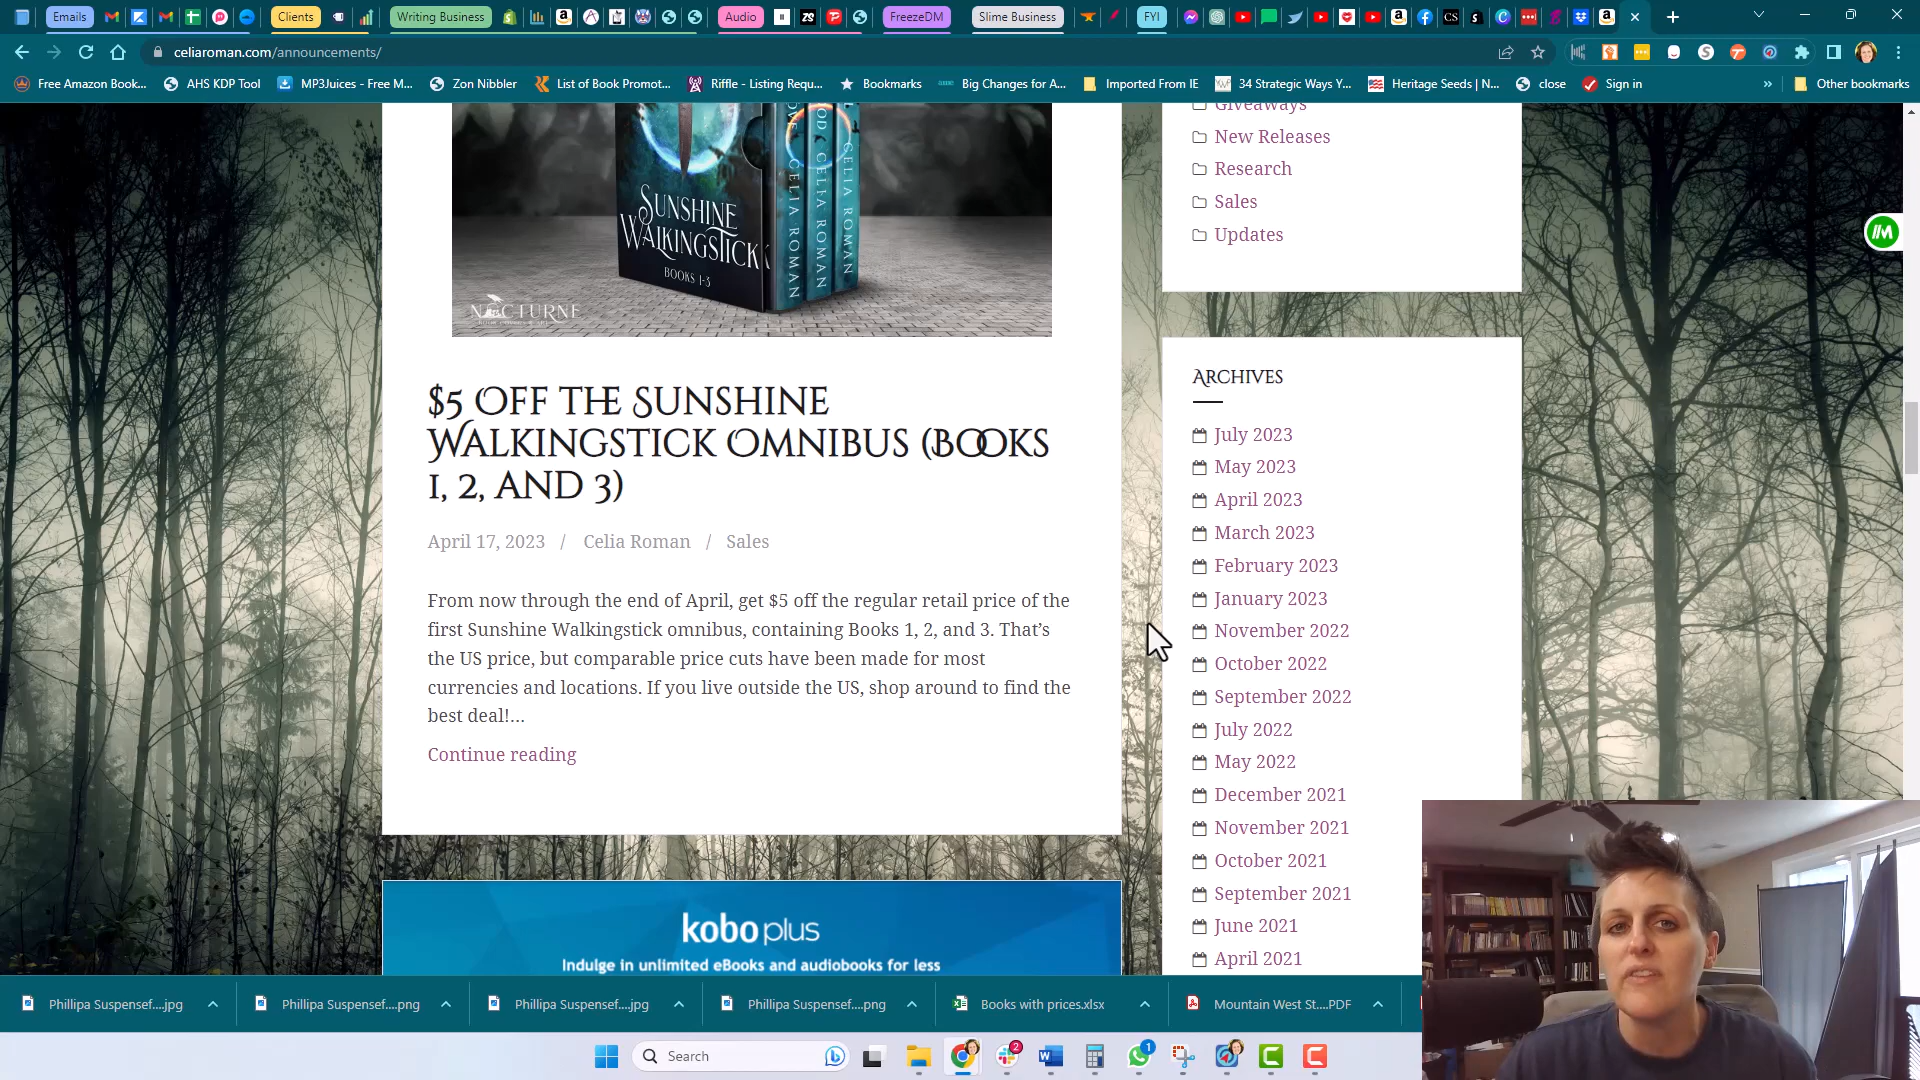 Emails
Clients
Writing Business
Audio
FreezeDM
Slime Business
FYI
celiaroman.com/announcements/
Free Amazon Book...
AHS KDP Tool
MP3Juices - Free M...
Zon Nibbler
List of Book Promot...
Riffle - Listing Requ...
Bookmarks
Big Changes for A...
Imported From IE
34 Strategic Ways Y...
Heritage Seeds | N...
close
Sign in
»
Other bookmarks
SUNSHINE
WALKINGSTICK
BOOKS 1-3
CELIA ROMAN
CELIA ROMAN
CELIA ROMAN
NOCTURNE
$5 OFF THE SUNSHINE
WALKINGSTICK OMNIBUS (BOOKS
1, 2, AND 3)
April 17, 2023 / Celia Roman / Sales
From now through the end of April, get $5 off the regular retail price of the
first Sunshine Walkingstick omnibus, containing Books 1, 2, and 3. That’s
the US price, but comparable price cuts have been made for most
currencies and locations. If you live outside the US, shop around to find the
best deal!…
Continue reading
kobo plus
Indulge in unlimited eBooks and audiobooks for less
Giveaways
New Releases
Research
Sales
Updates
ARCHIVES
July 2023
May 2023
April 2023
March 2023
February 2023
January 2023
November 2022
October 2022
September 2022
July 2022
May 2022
December 2021
November 2021
October 2021
September 2021
June 2021
April 2021
Phillipa Suspensef....jpg
Phillipa Suspensef....png
Phillipa Suspensef....jpg
Phillipa Suspensef....png
Books with prices.xlsx
Mountain West St....PDF
Search
2
1